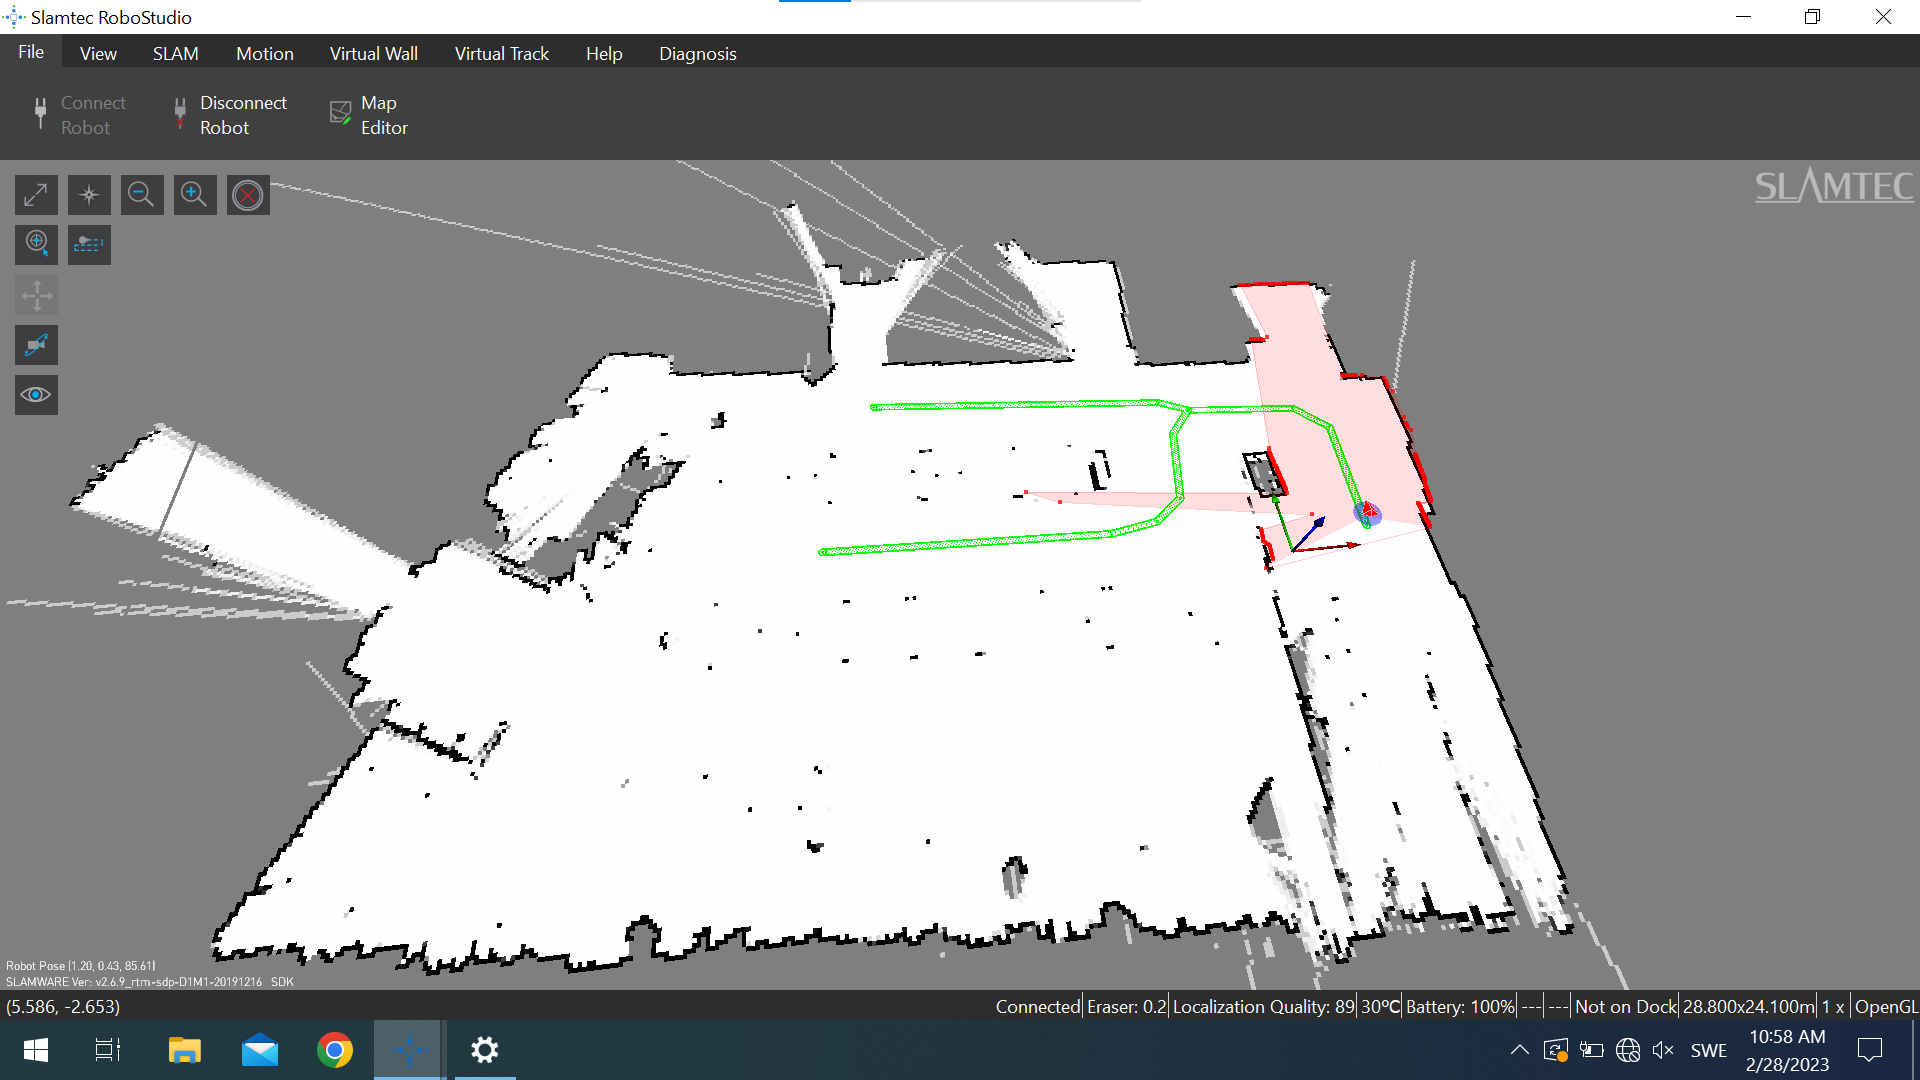 Slamtec RoboStudio
File View SLAM Motion Virtual Wall Virtual Track Help Diagnosis
Connect Robot
Disconnect Robot
Map Editor
SLAMTEC
Robot Pose [1.20, 0.43, 85.61]
SLAMWARE Ver: v2.6.9_rtm-sdp-D1M1-20191216 SDK
(5.586, -2.653)
Connected Eraser: 0.2 Localization Quality: 89 30ºC Battery: 100% --- --- Not on Dock 28.800x24.100m 1 x OpenGL
SWE
10:58 AM
2/28/2023